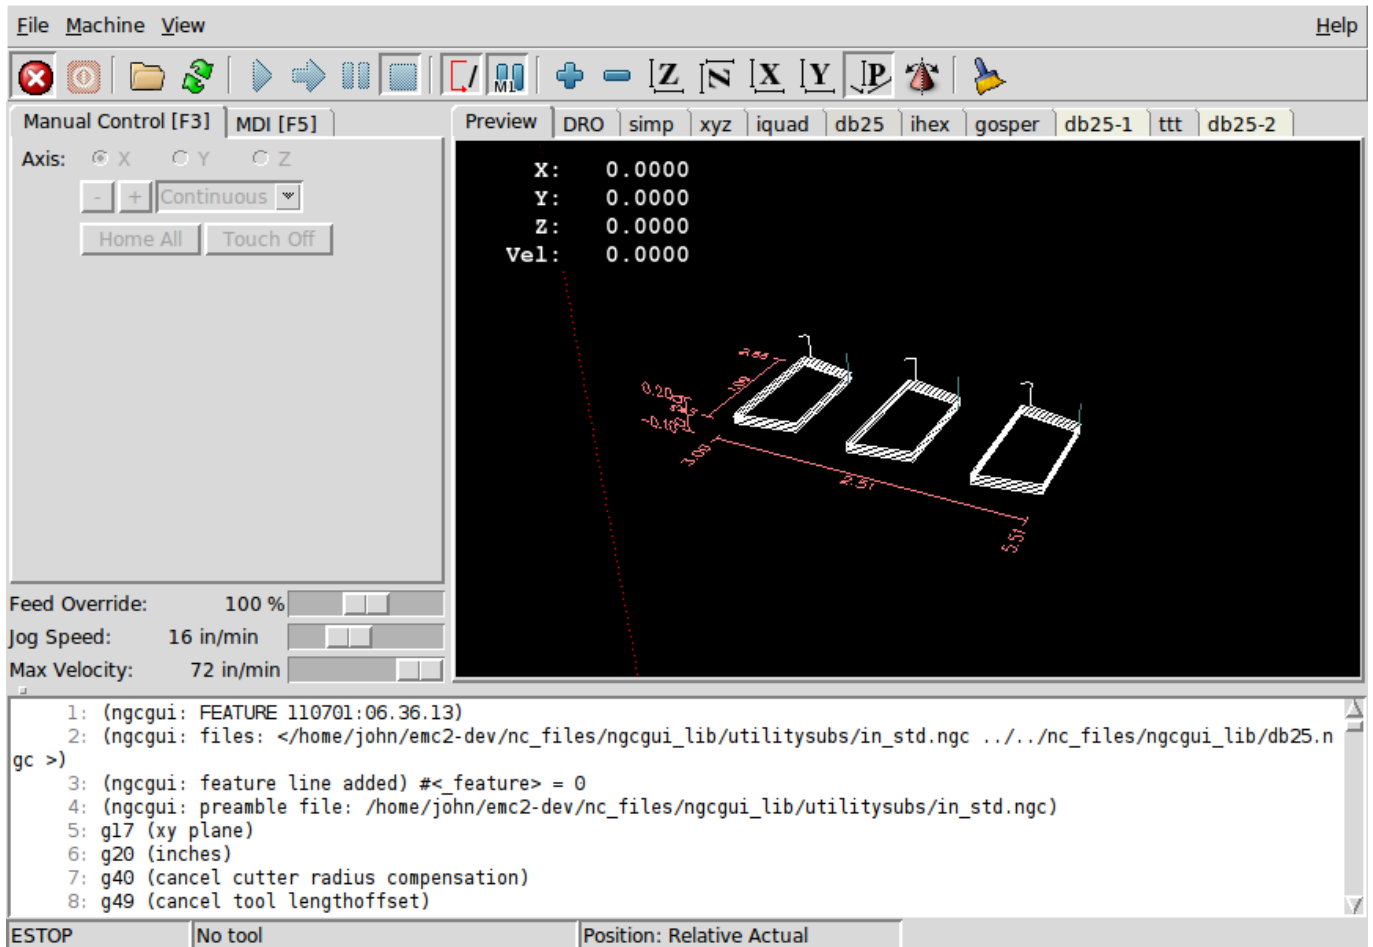 File Machine View Help
M1 Z N X Y P
Manual Control [F3] MDI [F5] Preview DRO simp xyz iquad db25 ihex gosper db25-1 ttt db25-2
Axis: X Y Z
- + Continuous
Home All Touch Off
X: 0.0000
Y: 0.0000
Z: 0.0000
Vel: 0.0000
0.20
3.00
2.51
5.51
Feed Override: 100 %
Jog Speed: 16 in/min
Max Velocity: 72 in/min
1: (ngcgui: FEATURE 110701:06.36.13)
2: (ngcgui: files: </home/john/emc2-dev/nc_files/ngcgui_lib/utilitysubs/in_std.ngc ../../nc_files/ngcgui_lib/db25.n
gc >)
3: (ngcgui: feature line added) #<_feature> = 0
4: (ngcgui: preamble file: /home/john/emc2-dev/nc_files/ngcgui_lib/utilitysubs/in_std.ngc)
5: g17 (xy plane)
6: g20 (inches)
7: g40 (cancel cutter radius compensation)
8: g49 (cancel tool lengthoffset)
ESTOP No tool Position: Relative Actual